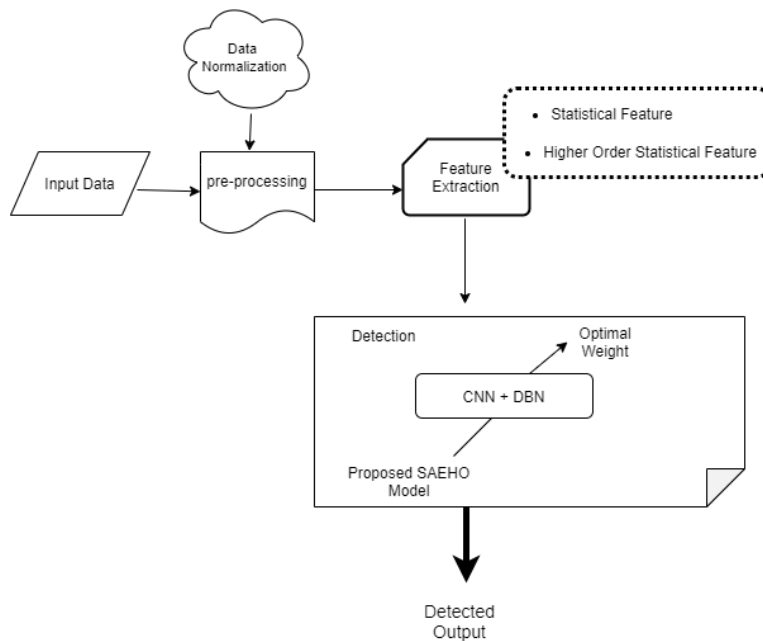 Data
Normalization
Input Data
pre-processing
Feature
Extraction
• Statistical Feature
• Higher Order Statistical Feature
Detection
Optimal
Weight
CNN + DBN
Proposed SAEHO
Model
Detected
Output